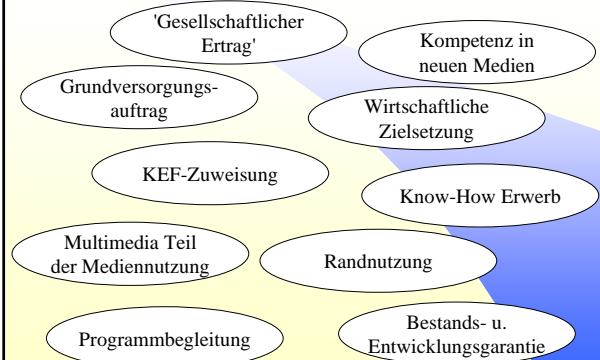 'Gesellschaftlicher
Ertrag'
Kompetenz in
neuen Medien
Grundversorgungs-
auftrag
Wirtschaftliche
Zielsetzung
KEF-Zuweisung
Know-How Erwerb
Multimedia Teil
der Mediennutzung
Randnutzung
Programmbegleitung
Bestands- u.
Entwicklungsgarantie